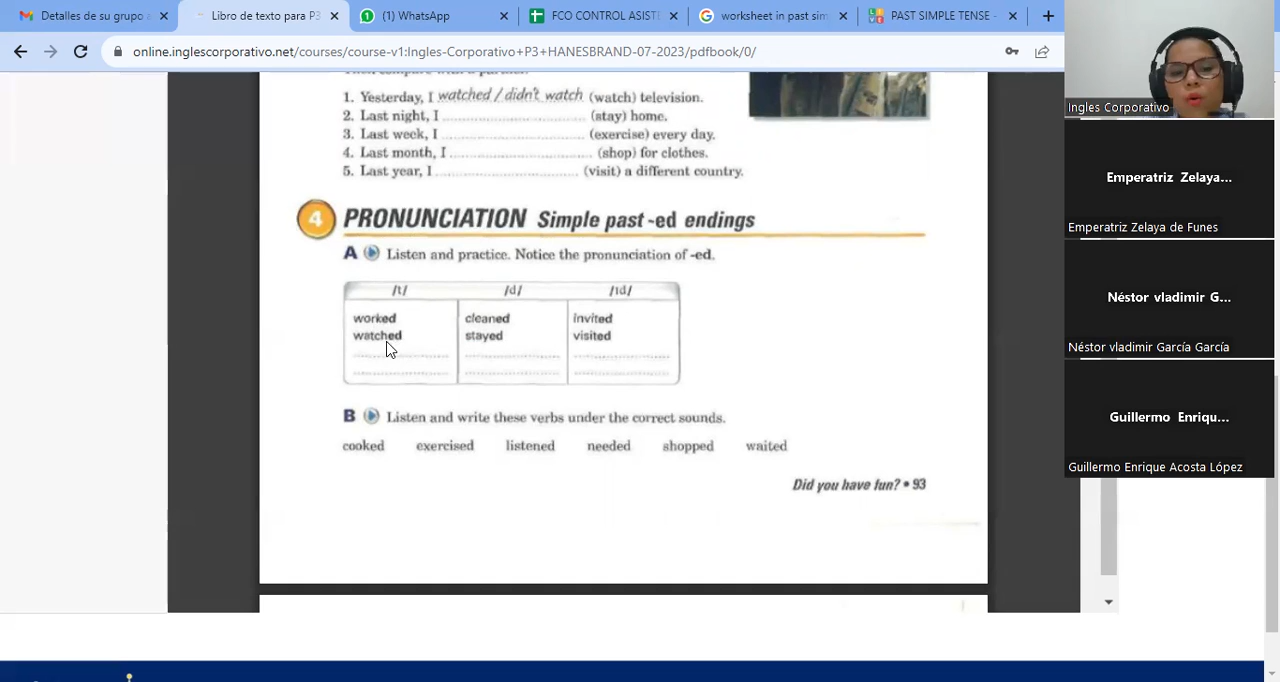 Detalles de su grupo a
Libro de texto para P3
(1) WhatsApp
FCO CONTROL ASISTE
worksheet in past sim
PAST SIMPLE TENSE -
online.inglescorporativo.net/courses/course-v1:Ingles-Corporativo+P3+HANESBRAND-07-2023/pdfbook/0/
1. Yesterday, I watched / didn't watch (watch) television.
2. Last night, I (stay) home.
3. Last week, I (exercise) every day.
4. Last month, I (shop) for clothes.
5. Last year, I (visit) a different country.
4 PRONUNCIATION Simple past -ed endings
A Listen and practice. Notice the pronunciation of -ed.
/t/ /d/ /ɪd/
worked cleaned invited
watched stayed visited
B Listen and write these verbs under the correct sounds.
cooked exercised listened needed shopped waited
Did you have fun? • 93
Ingles Corporativo
Emperatriz Zelaya...
Emperatriz Zelaya de Funes
Néstor vladimir G...
Néstor vladimir García García
Guillermo Enriqu...
Guillermo Enrique Acosta López